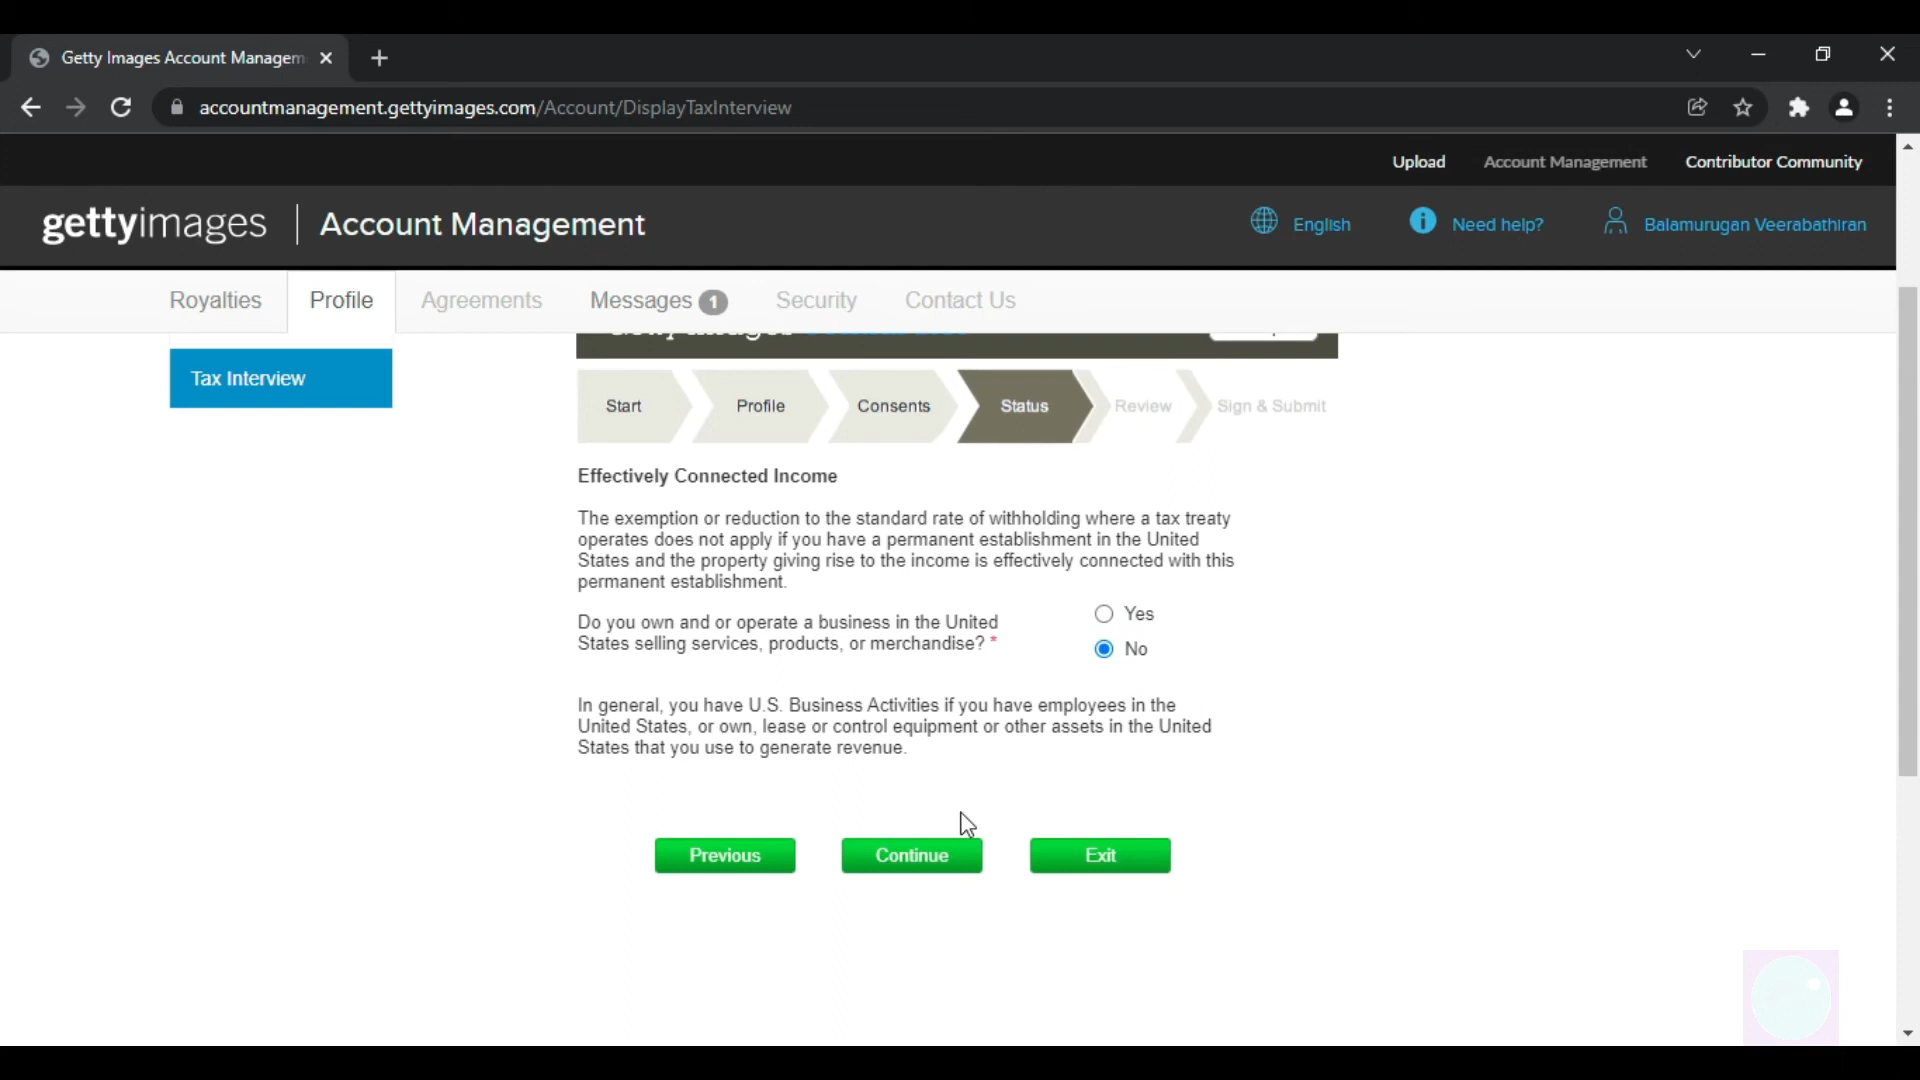 Getty Images Account Managem
accountmanagement.gettyimages.com/Account/DisplayTaxInterview
Upload Account Management Contributor Community
gettyimages Account Management English Need help? Balamurugan Veerabathiran
Royalties Profile Agreements Messages 1 Security Contact Us
Tax Interview
Start Profile Consents Status Review Sign & Submit
Effectively Connected Income
The exemption or reduction to the standard rate of withholding where a tax treaty
operates does not apply if you have a permanent establishment in the United
States and the property giving rise to the income is effectively connected with this
permanent establishment.
Do you own and or operate a business in the United
States selling services, products, or merchandise? *
Yes
No
In general, you have U.S. Business Activities if you have employees in the
United States, or own, lease or control equipment or other assets in the United
States that you use to generate revenue.
Previous Continue Exit